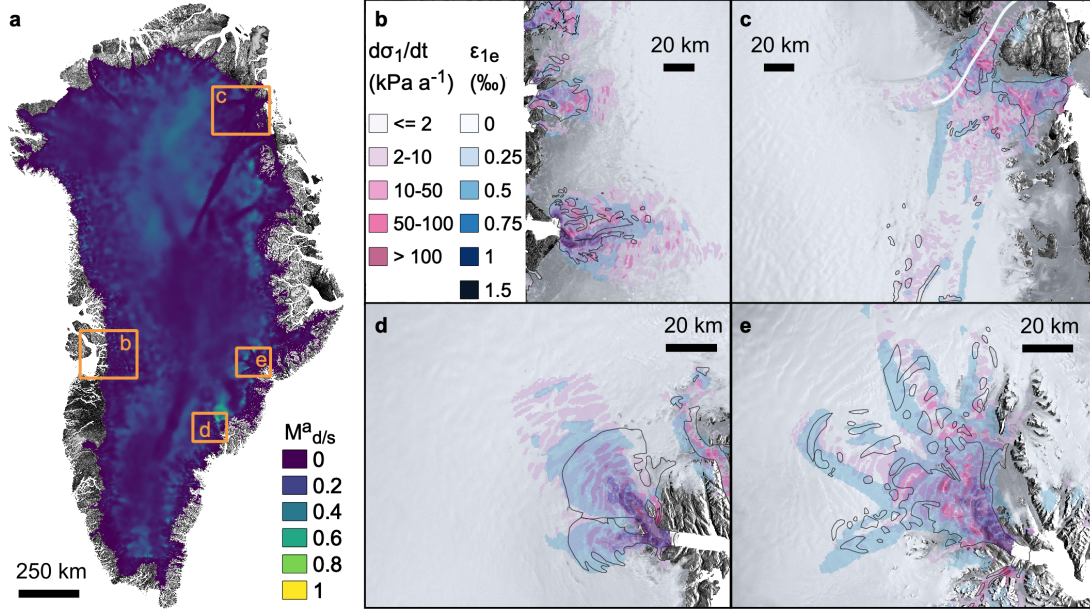 a
c
b
e
d
Mᵃd/s
0
0.2
0.4
0.6
0.8
1
250 km
b
dσ₁/dt
(kPa a⁻¹)
<= 2
2-10
10-50
50-100
> 100
ε₁ₑ
(‰)
0
0.25
0.5
0.75
1
1.5
20 km
c
20 km
d
20 km
e
20 km